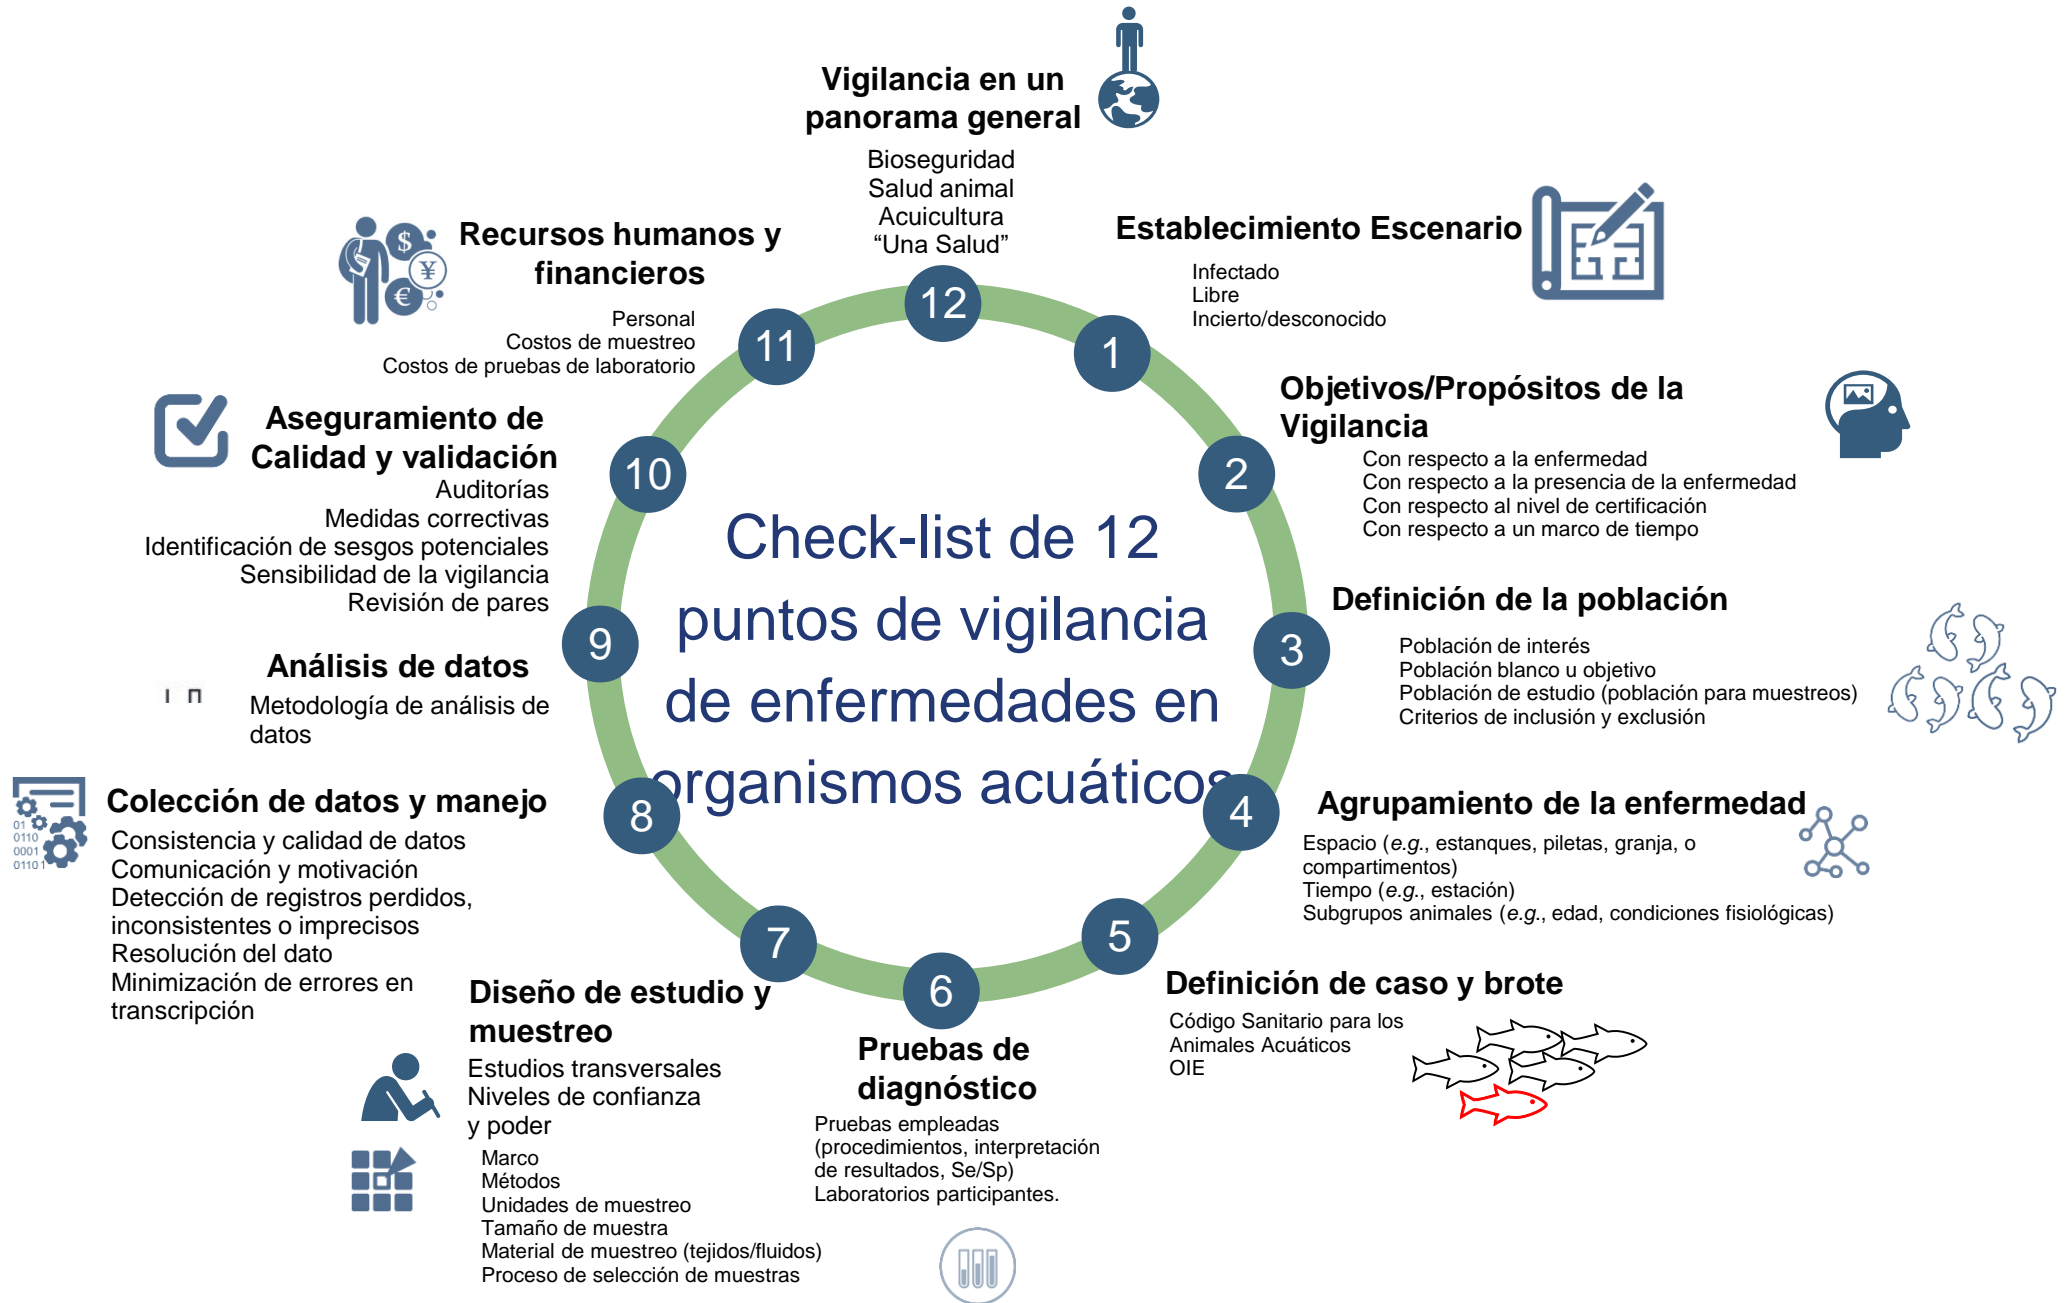 Check-list de 12
puntos de vigilancia
de enfermedades en
organismos acuáticos
12
Vigilancia en un
panorama general
Bioseguridad
Salud animal
Acuicultura
“Una Salud”
1
Establecimiento Escenario
Infectado
Libre
Incierto/desconocido
2
Objetivos/Propósitos de la
Vigilancia
Con respecto a la enfermedad
Con respecto a la presencia de la enfermedad
Con respecto al nivel de certificación
Con respecto a un marco de tiempo
3
Definición de la población
Población de interés
Población blanco u objetivo
Población de estudio (población para muestreos)
Criterios de inclusión y exclusión
4
Agrupamiento de la enfermedad
Espacio (e.g., estanques, piletas, granja, o
compartimentos)
Tiempo (e.g., estación)
Subgrupos animales (e.g., edad, condiciones fisiológicas)
5
Definición de caso y brote
Código Sanitario para los
Animales Acuáticos
OIE
6
Pruebas de
diagnóstico
Pruebas empleadas
(procedimientos, interpretación
de resultados, Se/Sp)
Laboratorios participantes.
7
Diseño de estudio y
muestreo
Estudios transversales
Niveles de confianza
y poder
Marco
Métodos
Unidades de muestreo
Tamaño de muestra
Material de muestreo (tejidos/fluidos)
Proceso de selección de muestras
8
Colección de datos y manejo
Consistencia y calidad de datos
Comunicación y motivación
Detección de registros perdidos,
inconsistentes o imprecisos
Resolución del dato
Minimización de errores en
transcripción
01
0110
0001
01101
9
Análisis de datos
Metodología de análisis de
datos
10
Aseguramiento de
Calidad y validación
Auditorías
Medidas correctivas
Identificación de sesgos potenciales
Sensibilidad de la vigilancia
Revisión de pares
11
Recursos humanos y
financieros
Personal
Costos de muestreo
Costos de pruebas de laboratorio
$
¥
€